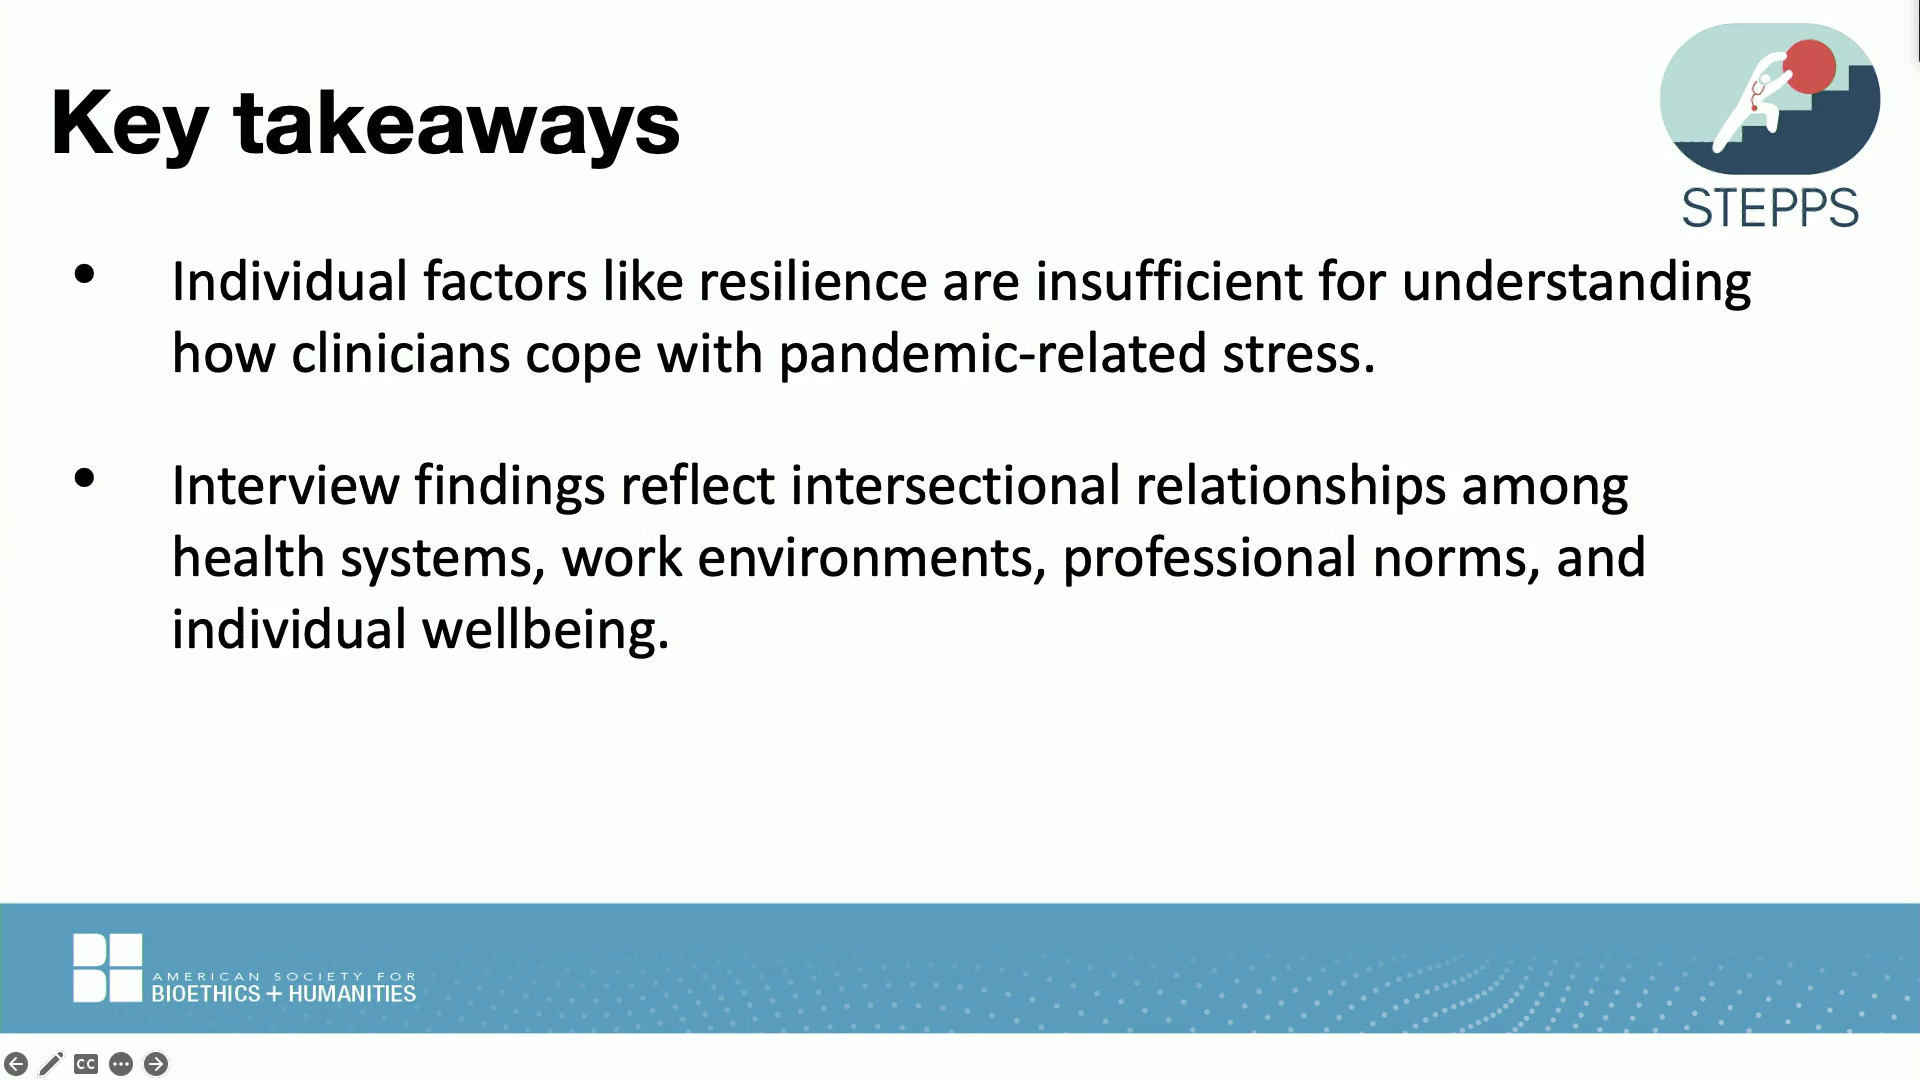 Key takeaways
STEPPS
• Individual factors like resilience are insufficient for understanding
how clinicians cope with pandemic-related stress.
• Interview findings reflect intersectional relationships among
health systems, work environments, professional norms, and
individual wellbeing.
AMERICAN SOCIETY FOR
BIOETHICS + HUMANITIES
CC